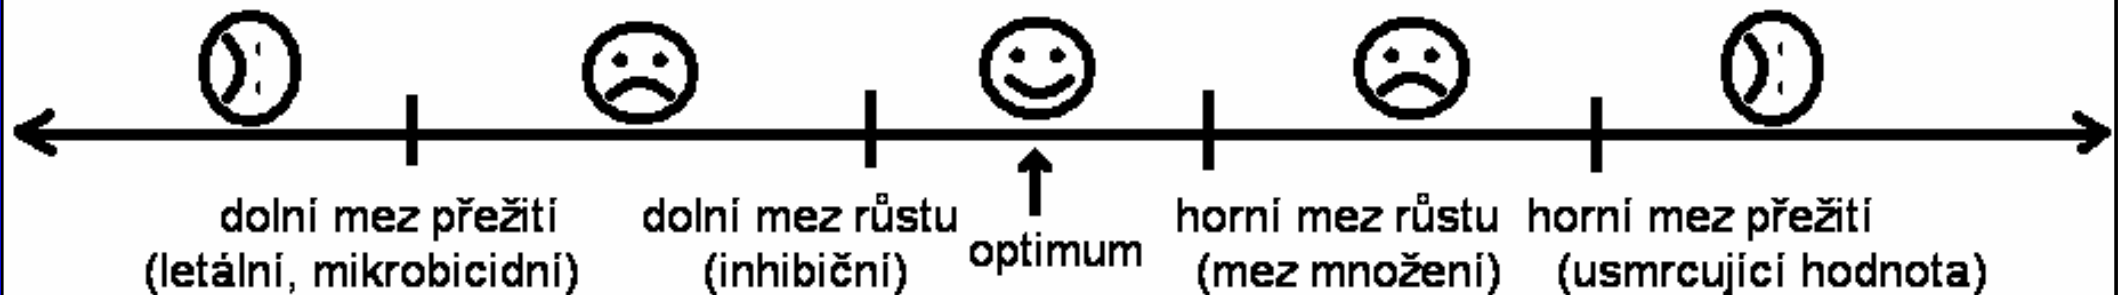 dolní mez přežití
(letální, mikrobicidní)
dolní mez růstu
(inhibiční)
optimum
horní mez růstu
(mez množení)
horní mez přežití
(usmrcující hodnota)